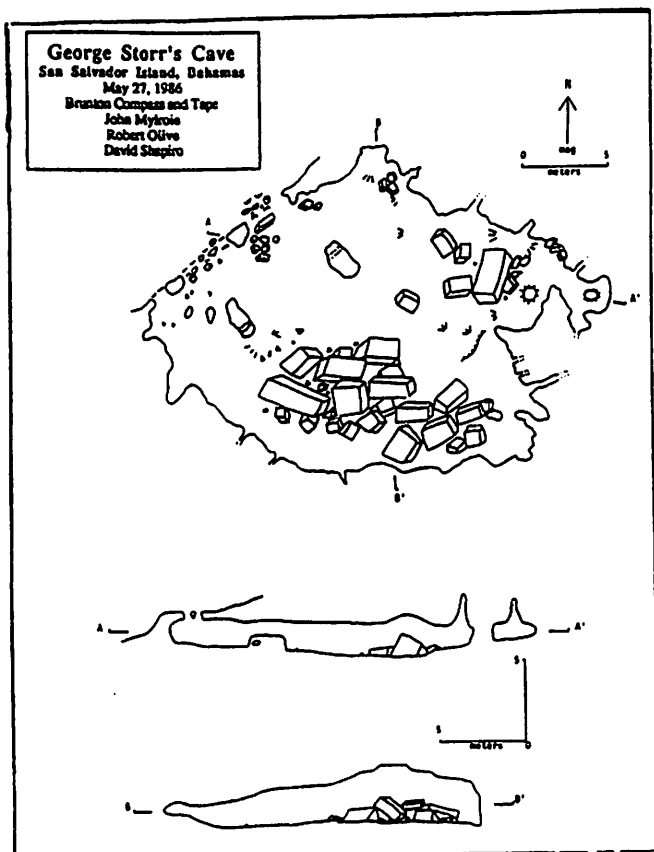 George Storr's Cave
San Salvador Island, Bahamas
May 27, 1986
Brunton Compass and Tape
John Mylroie
Robert Olive
David Shapiro
N
mag
0 5
meters
B
A
A'
B'
A
A'
5
5
meters 0
B
B'